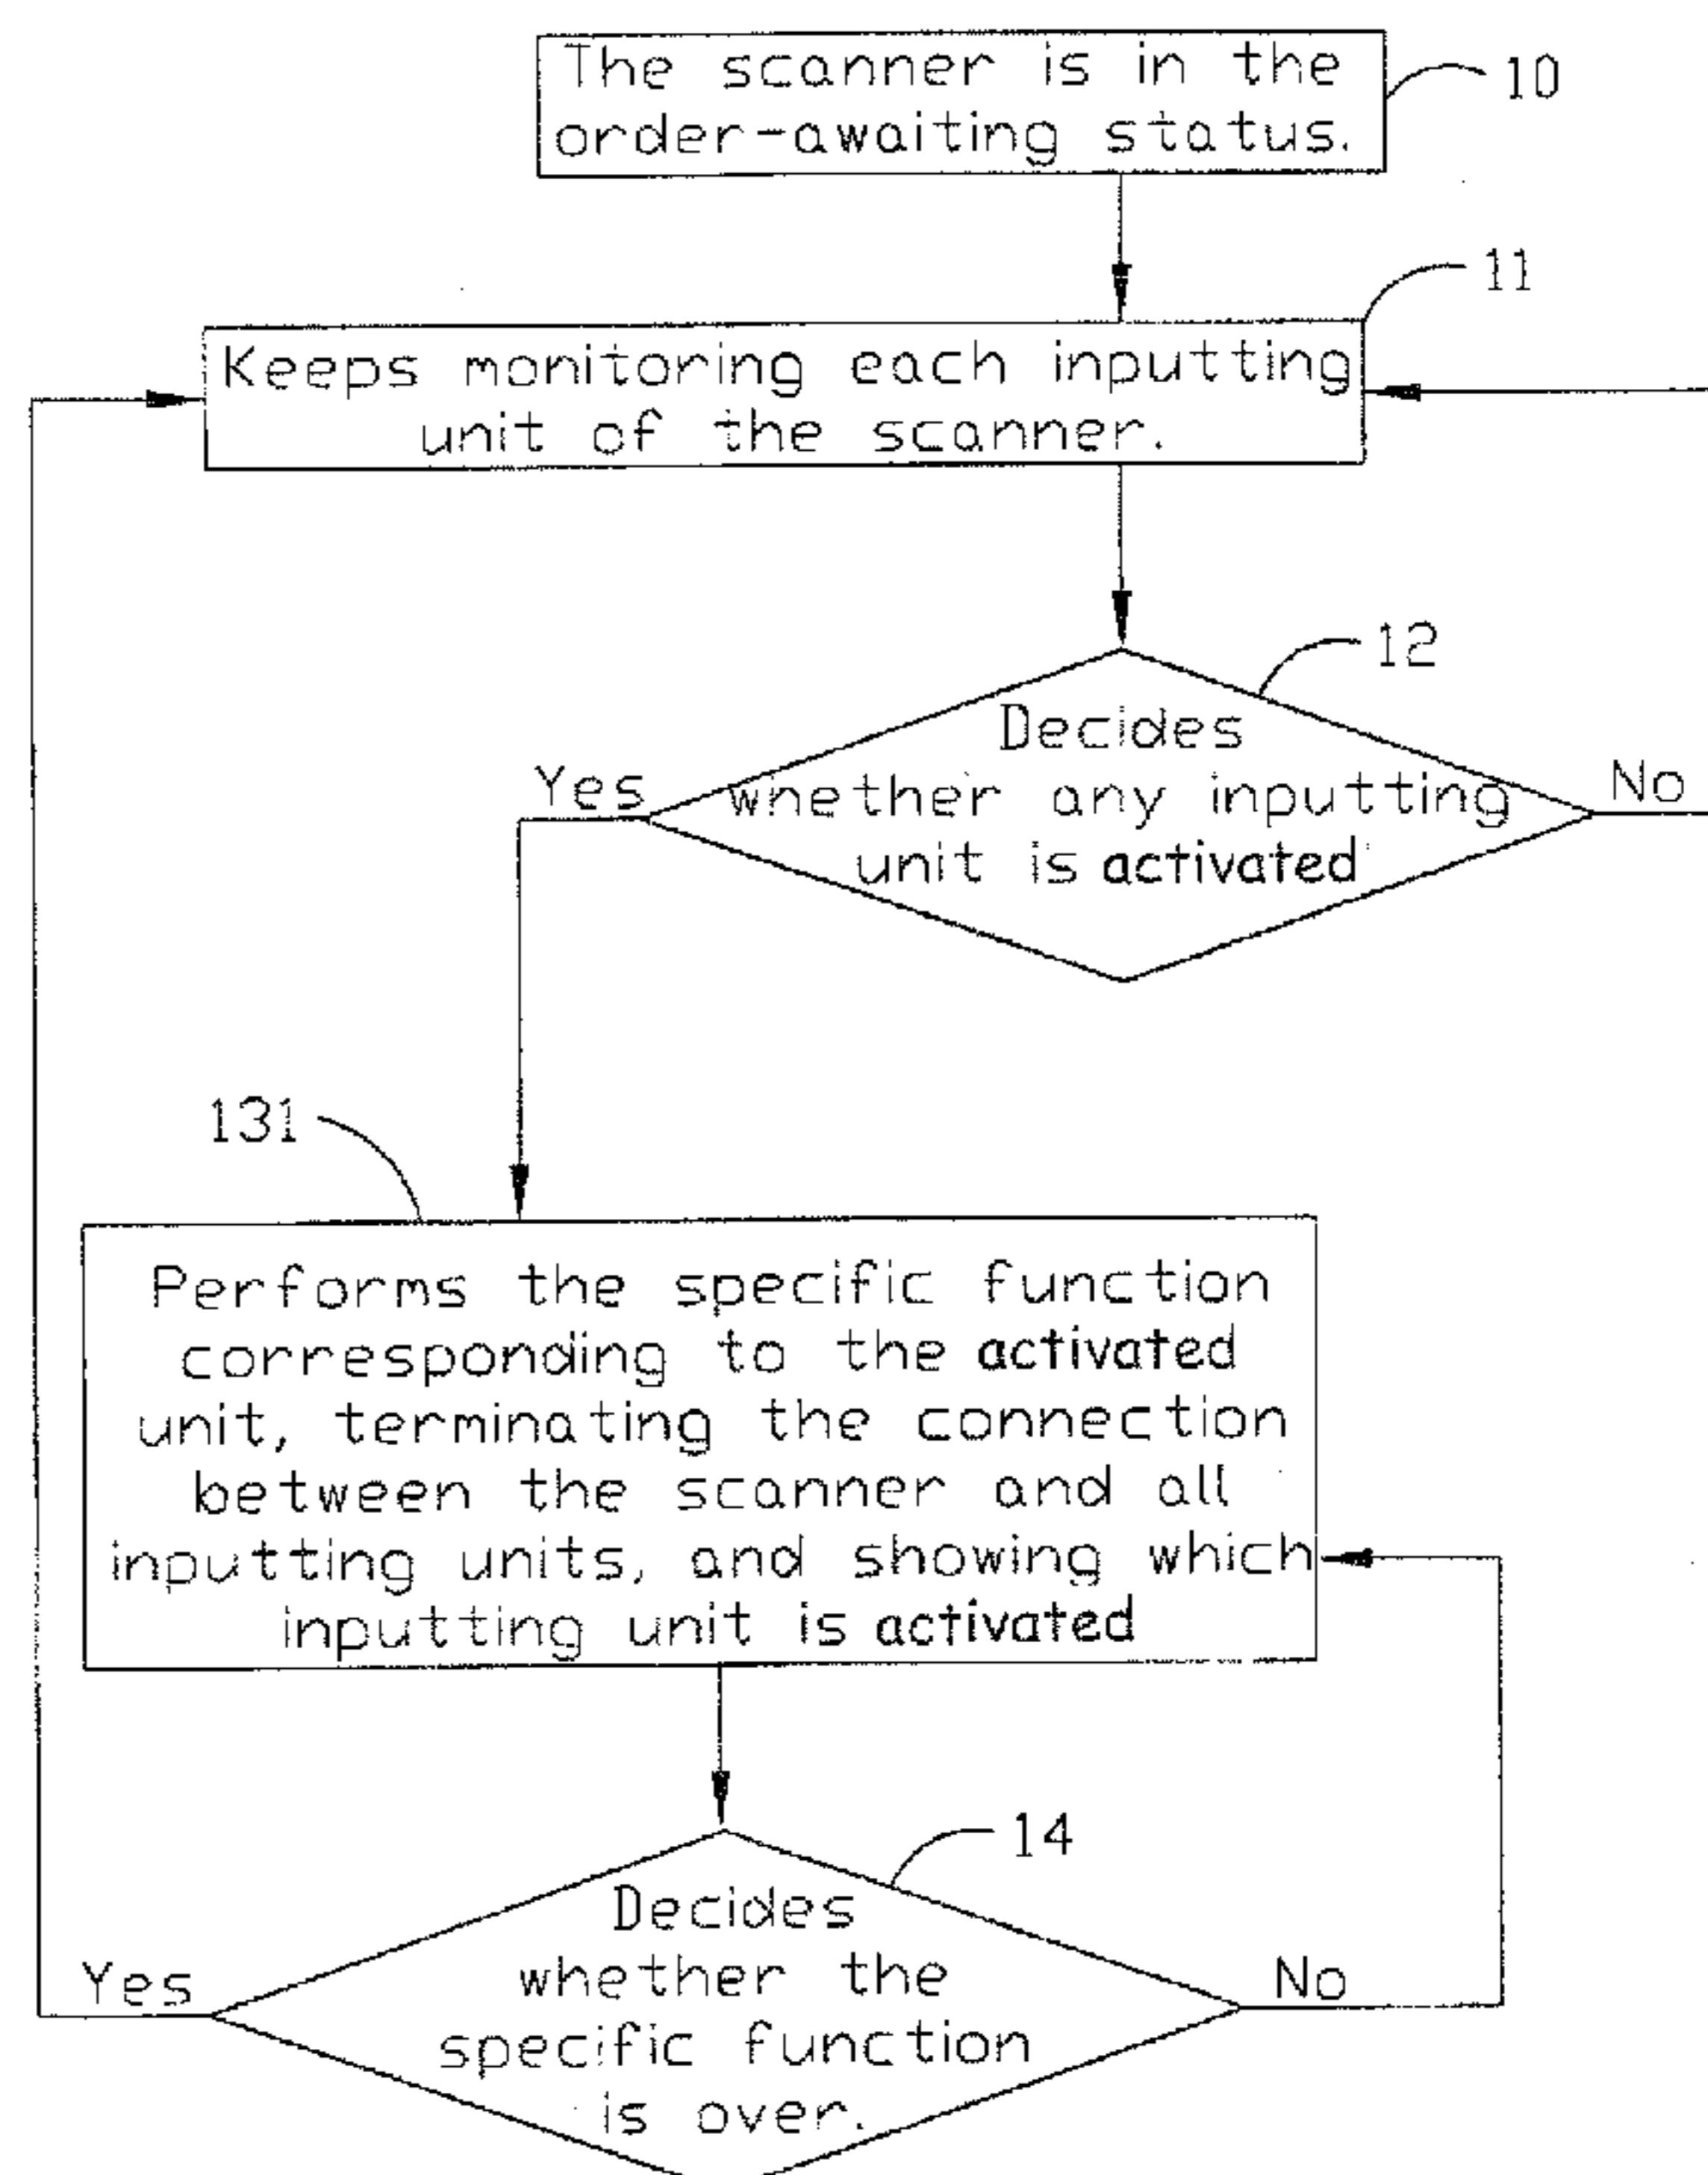 The scanner is in the
order-awaiting status.
10
11
Keeps monitoring each inputting
unit of the scanner.
12
Decides
whether any inputting
unit is activated
Yes
No
131
Performs the specific function
corresponding to the activated
unit, terminating the connection
between the scanner and all
inputting units, and showing which
inputting unit is activated
14
Decides
whether the
specific function
is over.
Yes
No